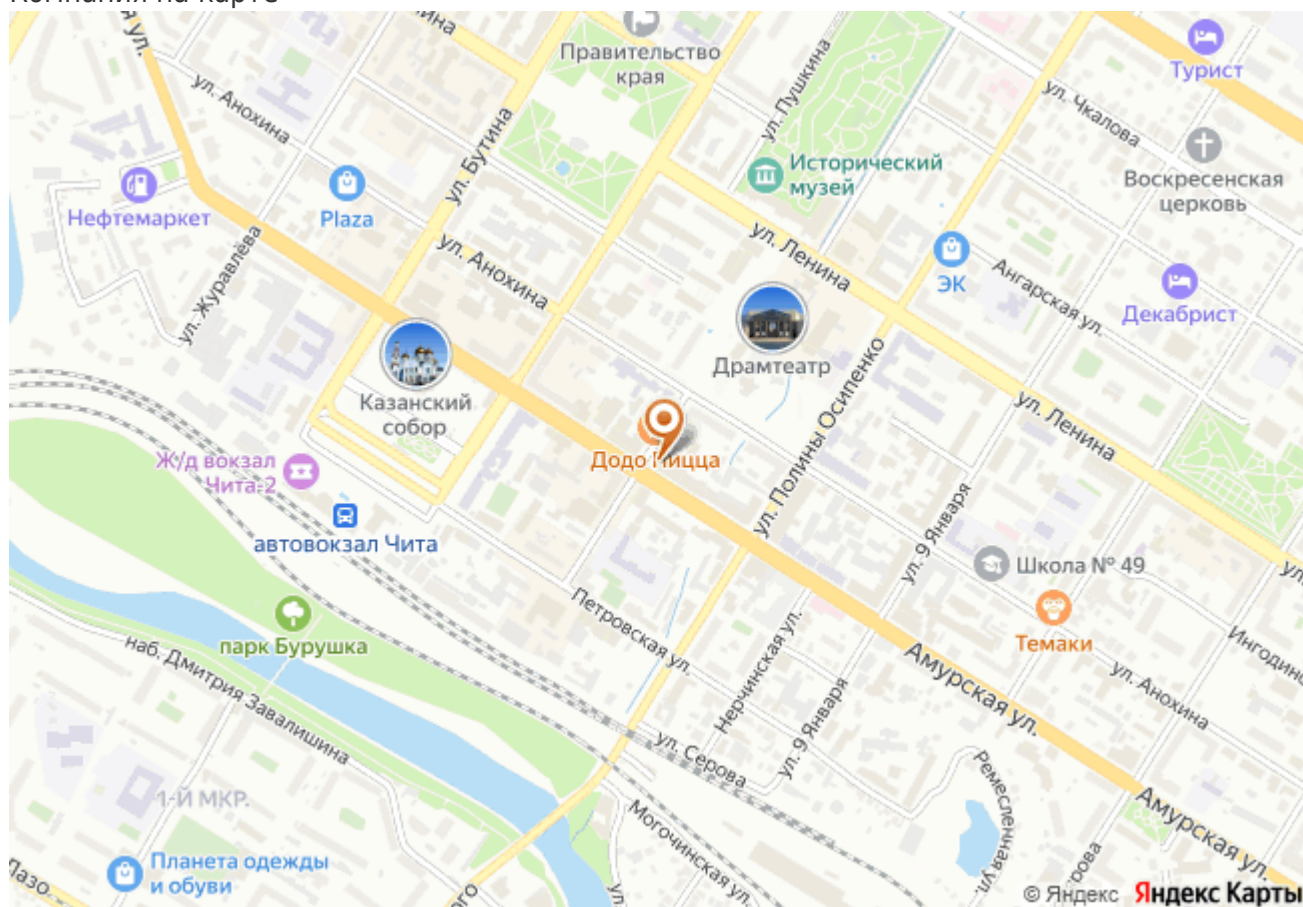 Компания на карте
ул. Анохина
Правительство
края
ул. Пушкина
Турист
ул. Чкалова
ул. Бутина
Исторический
музей
Воскресенская
церковь
Нефтемаркет
Plaza
ул. Журавлёва
ул. Анохина
ул. Ленина
ЭК
Ангарская ул.
Декабрист
Драмтеатр
Казанский
собор
ул. Полины Осипенко
ул. Ленина
Додо Пицца
Ж/д вокзал
Чита-2
автовокзал Чита
ул. 9 Января
Школа № 49
Петровская ул.
Темаки
парк Бурушка
наб. Дмитрия Завалишина
Нерчинская ул.
Амурская ул.
ул. Анохина
ул. Серова
ул. 9 Января
Ремесленная ул.
1-Й МКР.
Могочинская ул.
Амурская ул.
Планета одежды
и обуви
© Яндекс Яндекс Карты